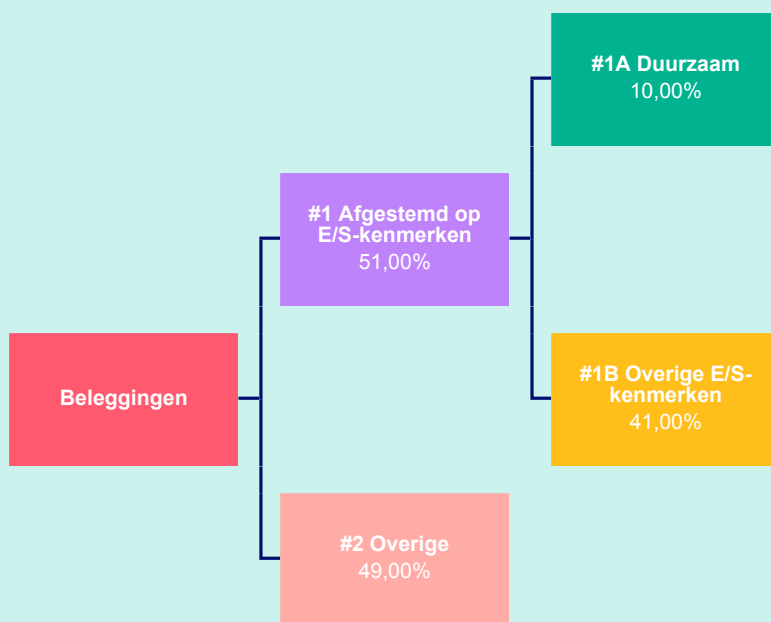 #1A Duurzaam
10,00%
#1 Afgestemd op
E/S-kenmerken
51,00%
Beleggingen
#1B Overige E/S-
kenmerken
41,00%
#2 Overige
49,00%